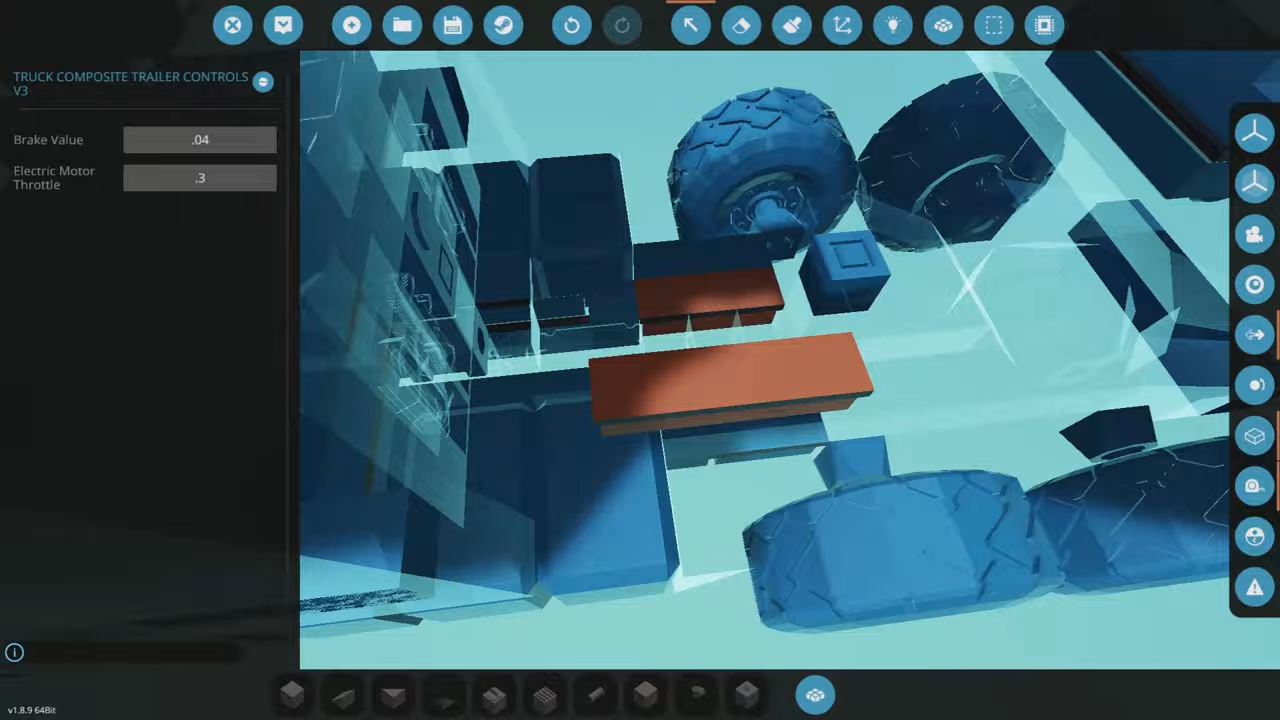 TRUCK COMPOSITE TRAILER CONTROLS
V3
Brake Value .04
Electric Motor
Throttle .3
v1.8.9 64Bit